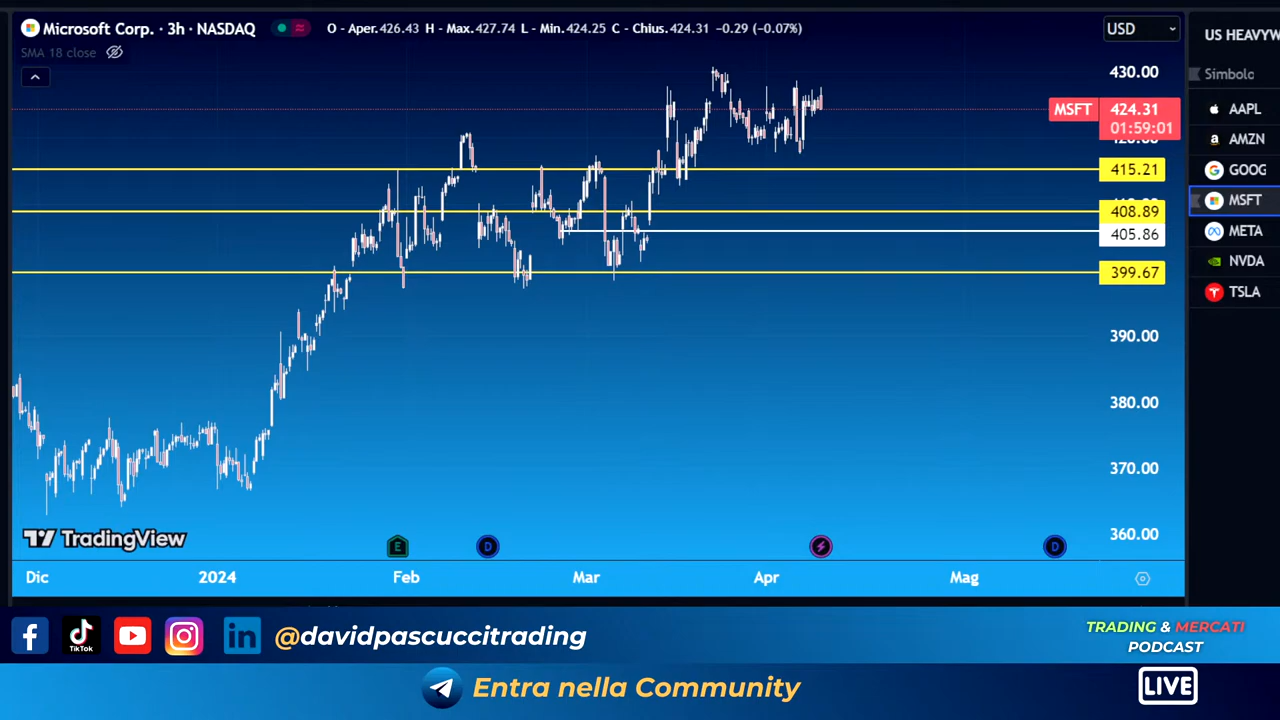 Microsoft Corp. · 3h · NASDAQ
O - Aper.426.43 H - Max.427.74 L - Min.424.25 C - Chius.424.31 −0.29 (−0.07%)
SMA 18 close
USD
430.00
MSFT 424.31
01:59:01
415.21
408.89
405.86
399.67
390.00
380.00
370.00
360.00
TradingView
E
D
D
Dic 2024 Feb Mar Apr Mag
US HEAVYW
Simbolo
AAPL
AMZN
GOOG
MSFT
META
NVDA
TSLA
TikTok
@davidpascuccitrading
TRADING & MERCATI
PODCAST
Entra nella Community
LIVE